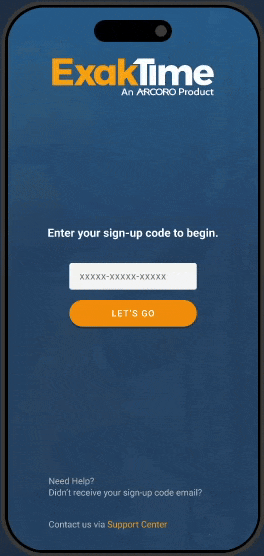 ExakTime
An ARCORO Product
Enter your sign-up code to begin.
xxxxx-xxxxx-xxxxx
LET'S GO
Need Help?
Didn't receive your sign-up code email?
Contact us via Support Center